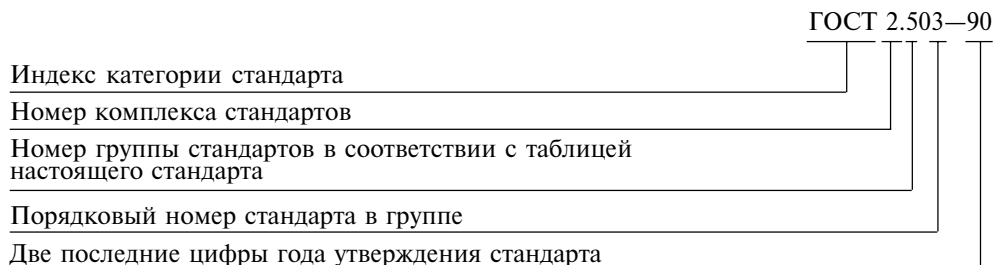 ГОСТ 2.503—90
Индекс категории стандарта
Номер комплекса стандартов
Номер группы стандартов в соответствии с таблицей
настоящего стандарта
Порядковый номер стандарта в группе
Две последние цифры года утверждения стандарта